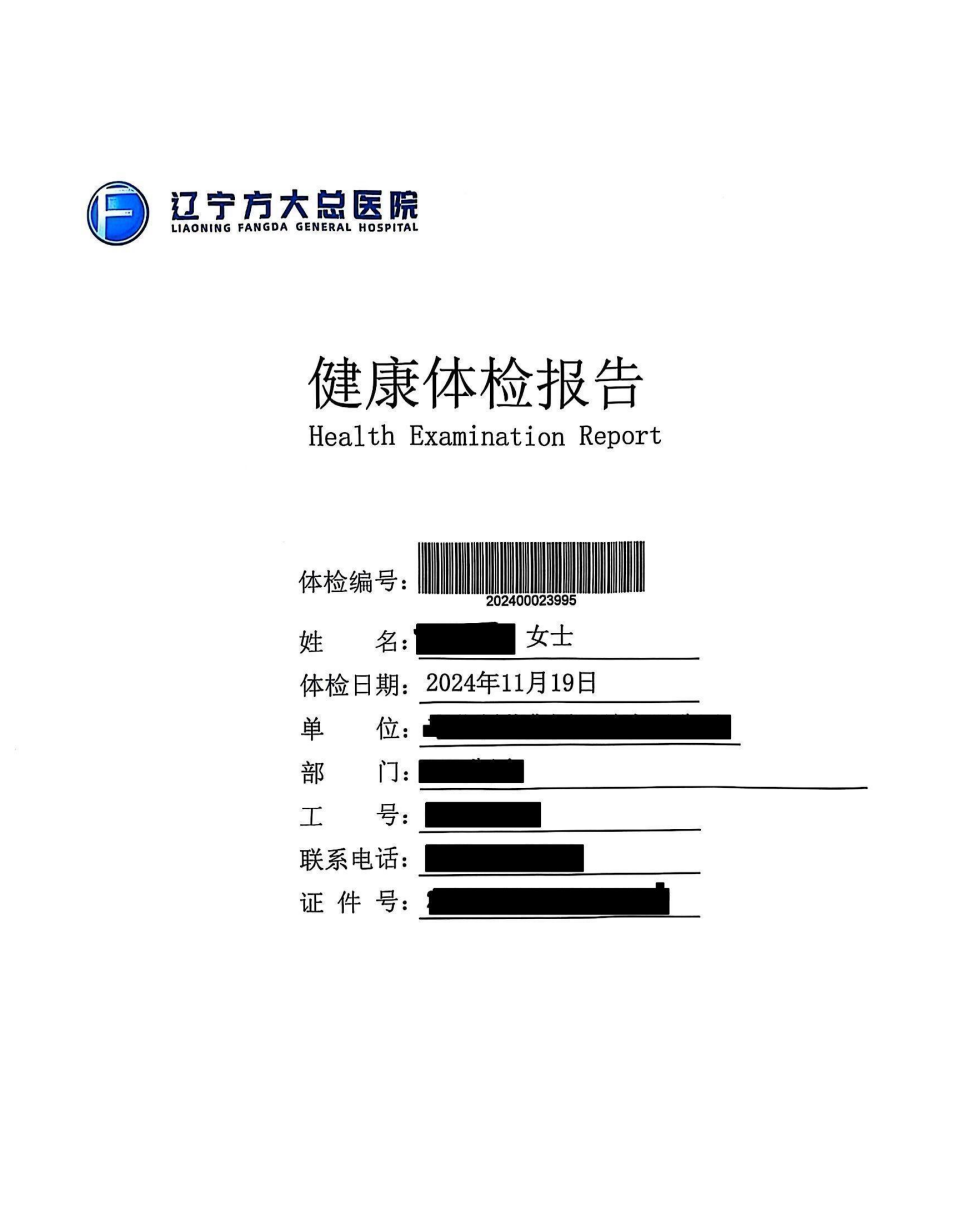 辽宁方大总医院
LIAONING FANGDA GENERAL HOSPITAL
健康体检报告
Health Examination Report
体检编号：
202400023995
姓 名： 女士
体检日期： 2024年11月19日
单 位：
部 门：
工 号：
联系电话：
证 件 号：